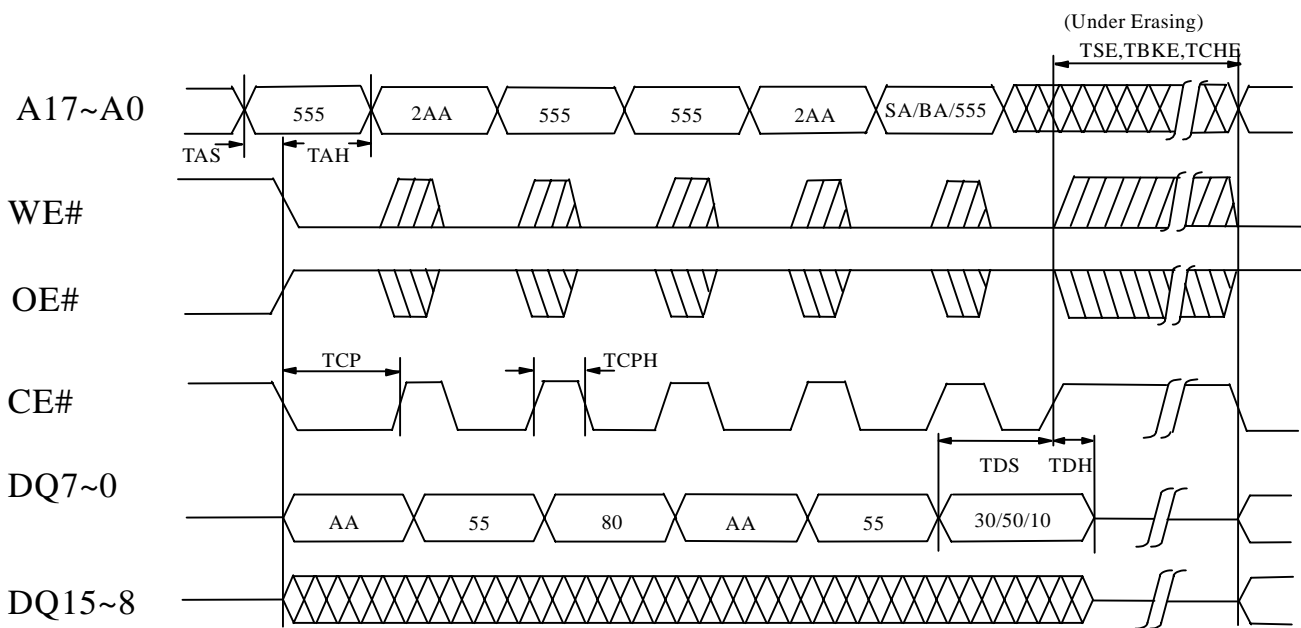 (Under Erasing)
TSE,TBKE,TCHE
A17~A0
555
2AA
555
555
2AA
SA/BA/555
TAS
TAH
WE#
OE#
TCP
TCPH
CE#
TDS
TDH
DQ7~0
AA
55
80
AA
55
30/50/10
DQ15~8